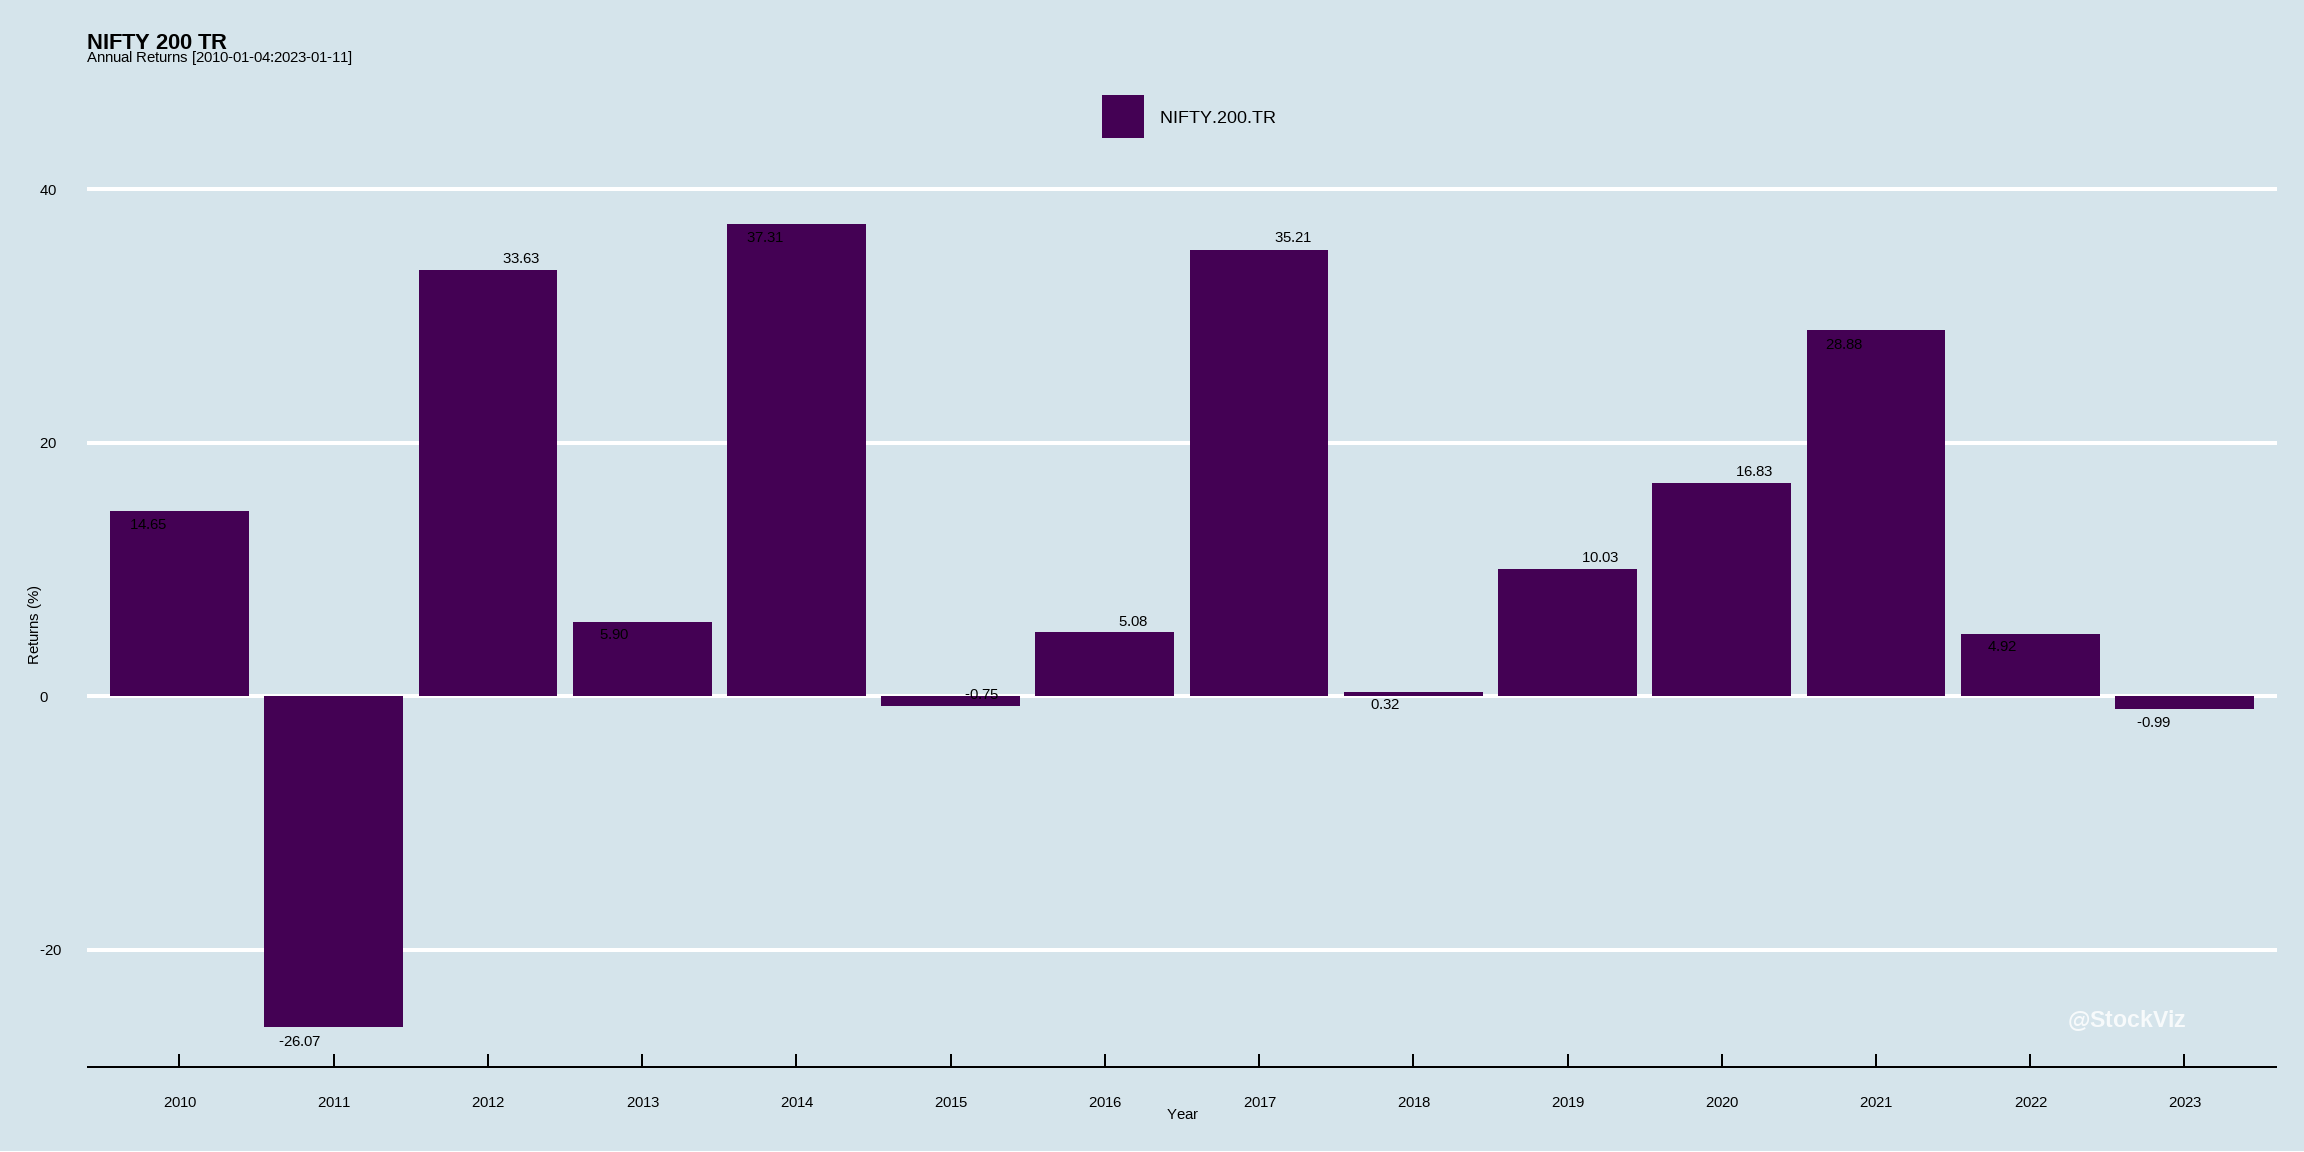 NIFTY 200 TR
Annual Returns [2010-01-04:2023-01-11]
NIFTY.200.TR
40
37.31
35.21
33.63
28.88
20
16.83
14.65
10.03
5.90
5.08
4.92
Returns (%)
0
-0.75
0.32
-0.99
-20
@StockViz
-26.07
2010 2011 2012 2013 2014 2015 2016 2017 2018 2019 2020 2021 2022 2023
Year